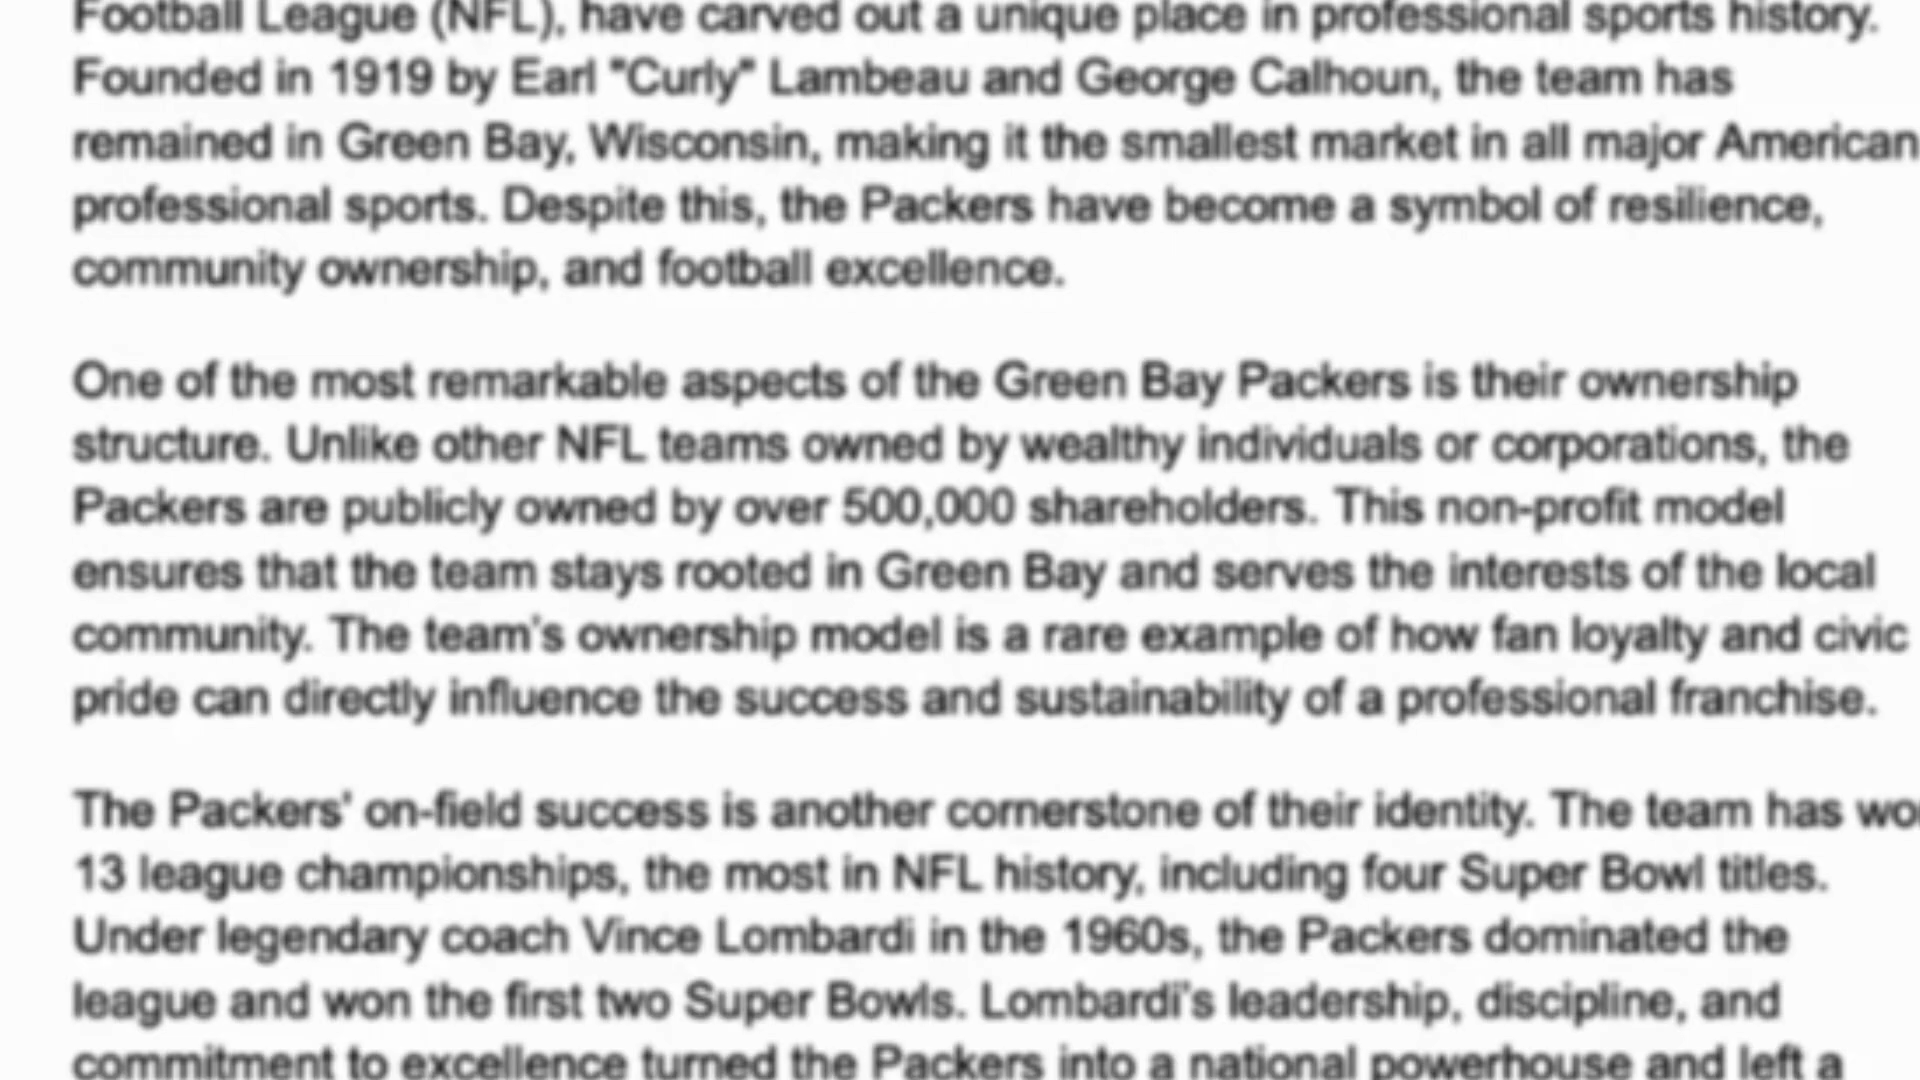 Football League (NFL), have carved out a unique place in professional sports history.
Founded in 1919 by Earl "Curly" Lambeau and George Calhoun, the team has
remained in Green Bay, Wisconsin, making it the smallest market in all major American
professional sports. Despite this, the Packers have become a symbol of resilience,
community ownership, and football excellence.
One of the most remarkable aspects of the Green Bay Packers is their ownership
structure. Unlike other NFL teams owned by wealthy individuals or corporations, the
Packers are publicly owned by over 500,000 shareholders. This non-profit model
ensures that the team stays rooted in Green Bay and serves the interests of the local
community. The team's ownership model is a rare example of how fan loyalty and civic
pride can directly influence the success and sustainability of a professional franchise.
The Packers' on-field success is another cornerstone of their identity. The team has wo
13 league championships, the most in NFL history, including four Super Bowl titles.
Under legendary coach Vince Lombardi in the 1960s, the Packers dominated the
league and won the first two Super Bowls. Lombardi's leadership, discipline, and
commitment to excellence turned the Packers into a national powerhouse and left a